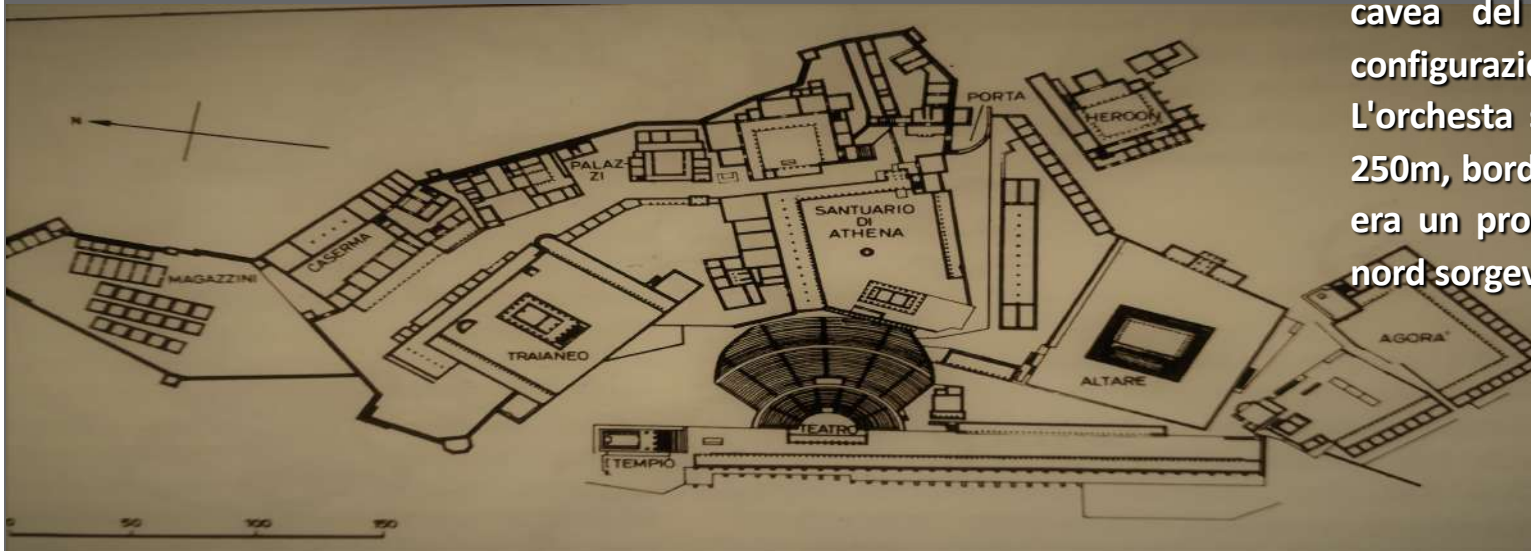 cavea del
configurazio
L'orchesta s
250m, bord
era un pro
nord sorgev
N
PORTA
HEROON
PALAZ-
ZI
SANTUARIO
DI
ATHENA
CASERMA
MAGAZZINI
TRAIANEO
AGORA'
ALTARE
TEATRO
TEMPIO
0 50 100 150